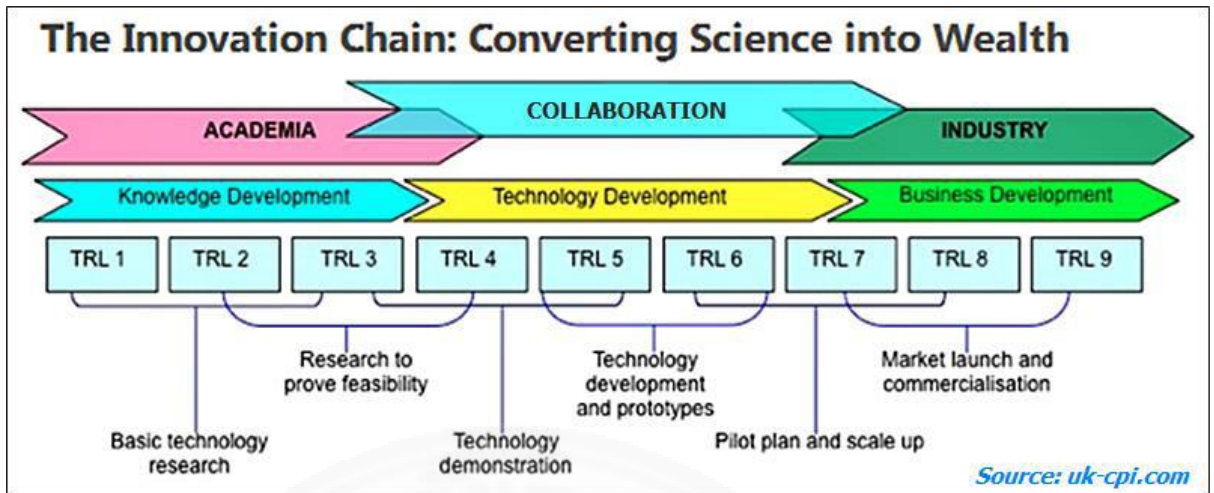 The Innovation Chain: Converting Science into Wealth
COLLABORATION
ACADEMIA
INDUSTRY
Knowledge Development
Technology Development
Business Development
TRL 1
TRL 2
TRL 3
TRL 4
TRL 5
TRL 6
TRL 7
TRL 8
TRL 9
Research to
prove feasibility
Technology
development
and prototypes
Market launch and
commercialisation
Basic technology
research
Technology
demonstration
Pilot plan and scale up
Source: uk-cpi.com